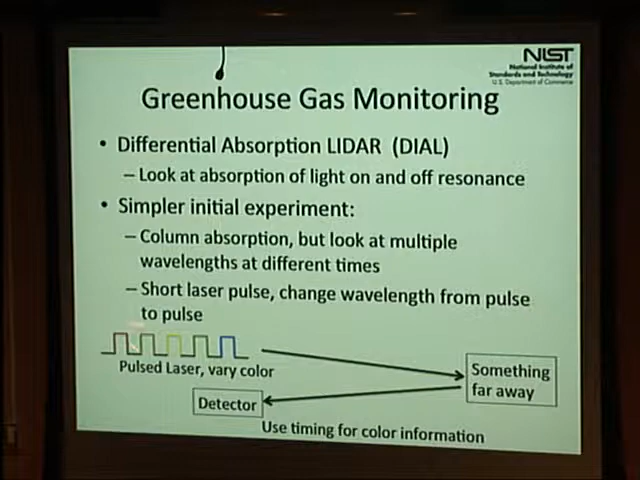 NIST
National Institute of
Standards and Technology
U.S. Department of Commerce
Greenhouse Gas Monitoring
• Differential Absorption LIDAR (DIAL)
– Look at absorption of light on and off resonance
• Simpler initial experiment:
– Column absorption, but look at multiple
wavelengths at different times
– Short laser pulse, change wavelength from pulse
to pulse
Pulsed Laser, vary color
Something
far away
Detector
Use timing for color information